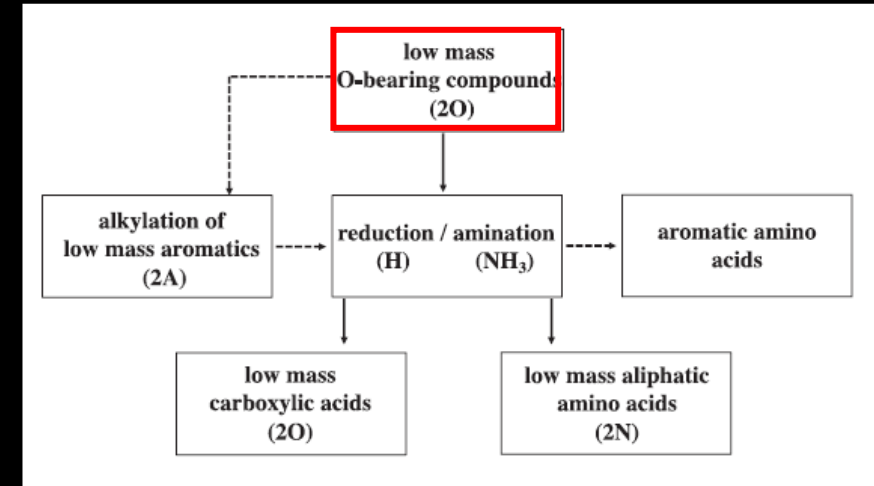 low mass
O-bearing compounds
(2O)
alkylation of
low mass aromatics
(2A)
reduction / amination
(H) (NH₃)
aromatic amino
acids
low mass
carboxylic acids
(2O)
low mass aliphatic
amino acids
(2N)